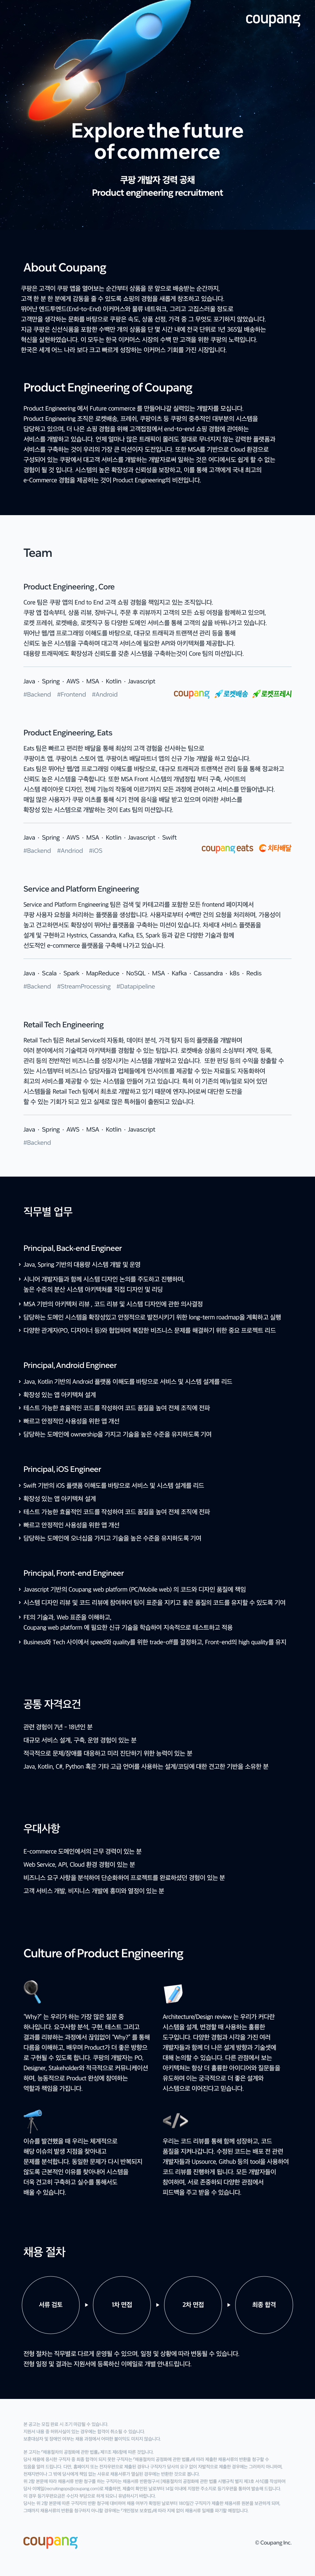 coupang
Explore the future
of commerce
쿠팡 개발자 경력 공채
Product engineering recruitment
About Coupang
쿠팡은 고객이 쿠팡 앱을 열어보는 순간부터 상품을 문 앞으로 배송받는 순간까지,
고객 한 분 한 분에게 감동을 줄 수 있도록 쇼핑의 경험을 새롭게 창조하고 있습니다.
뛰어난 엔드투엔드(End-to-End) 이커머스와 물류 네트워크, 그리고 고집스러울 정도로
고객만을 생각하는 문화를 바탕으로 쿠팡은 속도, 상품 선정, 가격 중 그 무엇도 포기하지 않았습니다.
지금 쿠팡은 신선식품을 포함한 수백만 개의 상품을 단 몇 시간 내에 전국 단위로 1년 365일 배송하는
혁신을 실현하였습니다. 이 모두는 한국 이커머스 시장의 수백 만 고객을 위한 쿠팡의 노력입니다.
한국은 세계 어느 나라 보다 크고 빠르게 성장하는 이커머스 기회를 가진 시장입니다.
Product Engineering of Coupang
Product Engineering 에서 Future commerce 를 만들어나갈 실력있는 개발자를 모십니다.
Product Engineering 조직은 로켓배송, 프레쉬, 쿠팡이츠 등 쿠팡의 중추적인 대부분의 시스템을
담당하고 있으며, 더 나은 쇼핑 경험을 위해 고객접점에서 end-to-end 쇼핑 경험에 관여하는
서비스를 개발하고 있습니다. 언제 얼마나 많은 트래픽이 몰려도 절대로 무너지지 않는 강력한 플랫폼과
서비스를 구축하는 것이 우리의 가장 큰 미션이자 도전입니다. 또한 MSA를 기반으로 Cloud 환경으로
구성되어 있는 쿠팡에서 대고객 서비스를 개발하는 개발자로써 일하는 것은 어디에서도 쉽게 할 수 없는
경험이 될 것 입니다. 시스템의 높은 확장성과 신뢰성을 보장하고, 이를 통해 고객에게 국내 최고의
e-Commerce 경험을 제공하는 것이 Product Engineering의 비전입니다.
Team
Product Engineering , Core
Core 팀은 쿠팡 앱의 End to End 고객 쇼핑 경험을 책임지고 있는 조직입니다.
쿠팡 앱 접속부터, 상품 리뷰, 장바구니, 주문 후 리뷰까지 고객의 모든 쇼핑 여정을 함께하고 있으며,
로켓 프레쉬, 로켓배송, 로켓직구 등 다양한 도메인 서비스를 통해 고객의 삶을 바꿔나가고 있습니다.
뛰어난 웹/앱 프로그래밍 이해도를 바탕으로, 대규모 트래픽과 트랜잭션 관리 등을 통해
신뢰도 높은 시스템을 구축하여 대고객 서비스에 필요한 API와 아키텍처를 제공합니다.
대용량 트래픽에도 확장성과 신뢰도를 갖춘 시스템을 구축하는것이 Core 팀의 미션입니다.
Java · Spring · AWS · MSA · Kotlin · Javascript
#Backend #Frontend #Android
coupang 로켓배송 로켓프레시
Product Engineering, Eats
Eats 팀은 빠르고 편리한 배달을 통해 최상의 고객 경험을 선사하는 팀으로
쿠팡이츠 앱, 쿠팡이츠 스토어 앱, 쿠팡이츠 배달파트너 앱의 신규 기능 개발을 하고 있습니다.
Eats 팀은 뛰어난 웹/앱 프로그래밍 이해도를 바탕으로, 대규모 트래픽과 트랜잭션 관리 등을 통해 정교하고
신뢰도 높은 시스템을 구축합니다. 또한 MSA Front 시스템의 개념정립 부터 구축, 사이트의
시스템 레이아웃 디자인, 전체 기능의 작동에 이르기까지 모든 과정에 관여하고 서비스를 만들어냅니다.
매일 많은 사용자가 쿠팡 이츠를 통해 식기 전에 음식을 배달 받고 있으며 이러한 서비스를
확장성 있는 시스템으로 개발하는 것이 Eats 팀의 미션입니다.
Java · Spring · AWS · MSA · Kotlin · Javascript · Swift
#Backend #Andriod #iOS
coupang eats 치타배달
Service and Platform Engineering
Service and Platform Engineering 팀은 검색 및 카테고리를 포함한 모든 frontend 페이지에서
쿠팡 사용자 요청을 처리하는 플랫폼을 생성합니다. 사용자로부터 수백만 건의 요청을 처리하며, 가용성이
높고 견고하면서도 확장성이 뛰어난 플랫폼을 구축하는 미션이 있습니다. 차세대 서비스 플랫폼을
설계 및 구현하고 Hystrics, Cassandra, Kafka, ES, Spark 등과 같은 다양한 기술과 함께
선도적인 e-commerce 플랫폼을 구축해 나가고 있습니다.
Java · Scala · Spark · MapReduce · NoSQL · MSA · Kafka · Cassandra · k8s · Redis
#Backend #StreamProcessing #Datapipeline
Retail Tech Engineering
Retail Tech 팀은 Retail Service의 자동화, 데이터 분석, 가격 탐지 등의 플랫폼을 개발하며
여러 분야에서의 기술력과 아키텍처를 경험할 수 있는 팀입니다. 로켓배송 상품의 소싱부터 계약, 등록,
관리 등의 전반적인 비즈니스를 성장시키는 시스템을 개발하고 있습니다. 또한 판딩 등의 수익을 창출할 수
있는 시스템부터 비즈니스 담당자들과 업체들에게 인사이트를 제공할 수 있는 자료들도 자동화하여
최고의 서비스를 제공할 수 있는 시스템을 만들어 가고 있습니다. 특히 이 기존의 메뉴얼로 되어 있던
시스템들을 Retail Tech 팀에서 최초로 개발하고 있기 때문에 엔지니어로써 대단한 도전을
할 수 있는 기회가 되고 있고 실제로 많은 특허들이 출원되고 있습니다.
Java · Spring · AWS · MSA · Kotlin · Javascript
#Backend
직무별 업무
Principal, Back-end Engineer
Java, Spring 기반의 대용량 시스템 개발 및 운영
시니어 개발자들과 함께 시스템 디자인 논의를 주도하고 진행하며,
높은 수준의 분산 시스템 아키텍처를 직접 디자인 및 리딩
MSA 기반의 아키텍처 리뷰 , 코드 리뷰 및 시스템 디자인에 관한 의사결정
담당하는 도메인 시스템을 확장성있고 안정적으로 발전시키기 위한 long-term roadmap을 계획하고 실행
다양한 관계자(PO, 디자이너 등)와 협업하며 복잡한 비즈니스 문제를 해결하기 위한 중요 프로젝트 리드
Principal, Android Engineer
Java, Kotlin 기반의 Android 플랫폼 이해도를 바탕으로 서비스 및 시스템 설계를 리드
확장성 있는 앱 아키텍쳐 설계
테스트 가능한 효율적인 코드를 작성하여 코드 품질을 높여 전체 조직에 전파
빠르고 안정적인 사용성을 위한 앱 개선
담당하는 도메인에 ownership을 가지고 기술을 높은 수준을 유지하도록 기여
Principal, iOS Engineer
Swift 기반의 iOS 플랫폼 이해도를 바탕으로 서비스 및 시스템 설계를 리드
확장성 있는 앱 아키텍쳐 설계
테스트 가능한 효율적인 코드를 작성하여 코드 품질을 높여 전체 조직에 전파
빠르고 안정적인 사용성을 위한 앱 개선
담당하는 도메인에 오너십을 가지고 기술을 높은 수준을 유지하도록 기여
Principal, Front-end Engineer
Javascript 기반의 Coupang web platform (PC/Mobile web) 의 코드와 디자인 품질에 책임
시스템 디자인 리뷰 및 코드 리뷰에 참여하여 팀이 표준을 지키고 좋은 품질의 코드를 유지할 수 있도록 기여
FE의 기술과, Web 표준을 이해하고,
Coupang web platform 에 필요한 신규 기술을 학습하여 지속적으로 테스트하고 적용
Business와 Tech 사이에서 speed와 quality를 위한 trade-off를 결정하고, Front-end의 high quality를 유지
공통 자격요건
관련 경험이 7년 - 18년인 분
대규모 서비스 설계, 구축, 운영 경험이 있는 분
적극적으로 문제/장애를 대응하고 미리 진단하기 위한 능력이 있는 분
Java, Kotlin, C#, Python 혹은 기타 고급 언어를 사용하는 설계/코딩에 대한 견고한 기반을 소유한 분
우대사항
E-commerce 도메인에서의 근무 경력이 있는 분
Web Service, API, Cloud 환경 경험이 있는 분
비즈니스 요구 사항을 분석하여 단순화하여 프로젝트를 완료하셨던 경험이 있는 분
고객 서비스 개발, 비지니스 개발에 흥미와 열정이 있는 분
Culture of Product Engineering
"Why?" 는 우리가 하는 가장 많은 질문 중
하나입니다. 요구사항 분석, 구현, 테스트 그리고
결과를 리뷰하는 과정에서 끊임없이 "Why?" 를 통해
다름을 이해하고, 배우며 Product가 더 좋은 방향으
로 구현될 수 있도록 합니다. 쿠팡의 개발자는 PO,
Designer, Stakeholder와 적극적으로 커뮤니케이션
하며, 능동적으로 Product 완성에 참여하는
역할과 책임을 가집니다.
Architecture/Design review 는 우리가 커다란
시스템을 설계, 변경할 때 사용하는 훌륭한
도구입니다. 다양한 경험과 시각을 가진 여러
개발자들과 함께 더 나은 설계 방향과 기술셋에
대해 논의할 수 있습니다. 다른 관점에서 보는
아키텍처는 항상 더 훌륭한 아이디어와 질문들을
유도하며 이는 궁극적으로 더 좋은 설계와
시스템으로 이어진다고 믿습니다.
이슈를 발견했을 때 우리는 체계적으로
해당 이슈의 발생 지점을 찾아내고
문제를 분석합니다. 동일한 문제가 다시 반복되지
않도록 근본적인 이유를 찾아내어 시스템을
더욱 견고히 구축하고 실수를 통해서도
배울 수 있습니다.
우리는 코드 리뷰를 통해 함께 성장하고, 코드
품질을 지켜나갑니다. 수정된 코드는 배포 전 관련
개발자들과 Upsource, Github 등의 tool을 사용하여
코드 리뷰를 진행하게 됩니다. 모든 개발자들이
참여하며, 서로 존중하되 다양한 관점에서
피드백을 주고 받을 수 있습니다.
채용 절차
서류 검토
1차 면접
2차 면접
최종 합격
전형 절차는 직무별로 다르게 운영될 수 있으며, 일정 및 상황에 따라 변동될 수 있습니다.
전형 일정 및 결과는 지원서에 등록하신 이메일로 개별 안내드립니다.
본 공고는 모집 완료 시 조기 마감될 수 있습니다.
지원서 내용 중 허위사실이 있는 경우에는 합격이 취소될 수 있습니다.
coupang
© Coupang Inc.